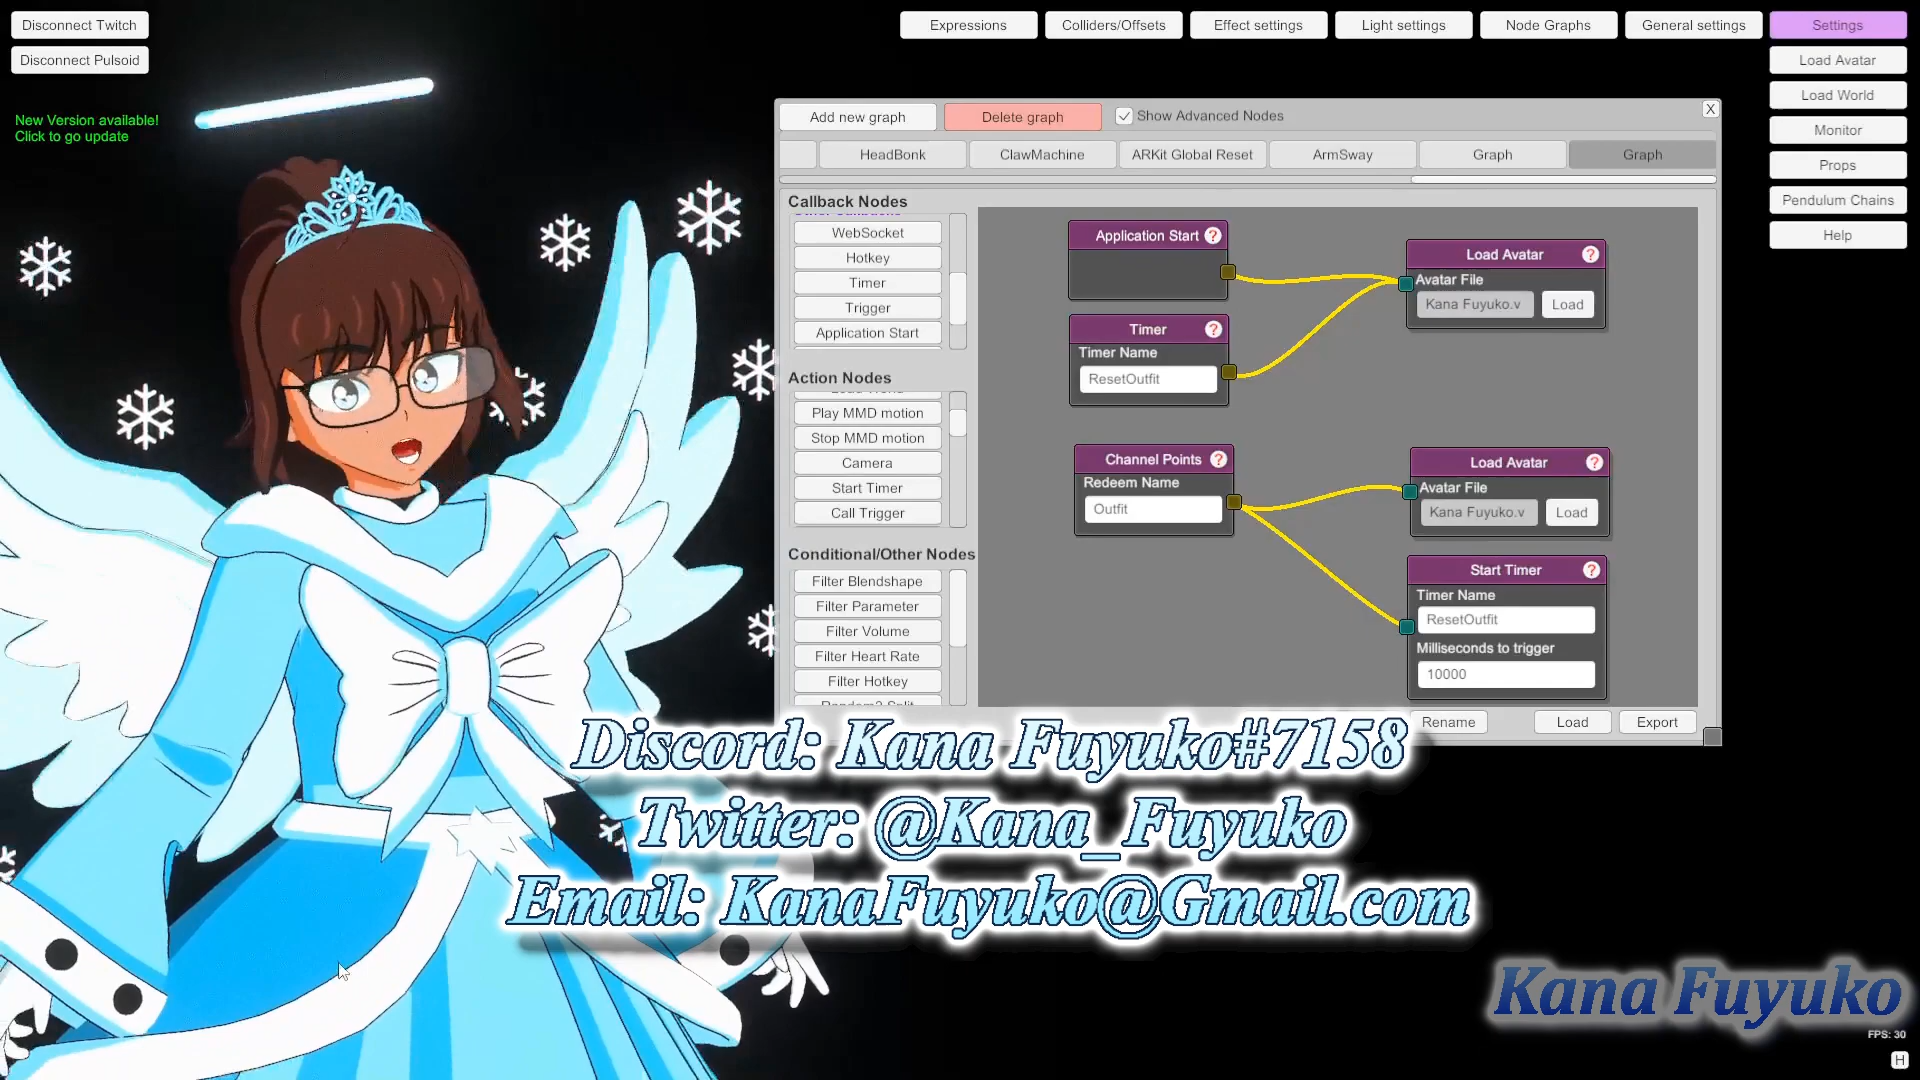 Disconnect Twitch
Disconnect Pulsoid
New Version available!
Click to go update
Expressions
Colliders/Offsets
Effect settings
Light settings
Node Graphs
General settings
Settings
Load Avatar
Load World
Monitor
Props
Pendulum Chains
Help
Add new graph
Delete graph
Show Advanced Nodes
X
HeadBonk
ClawMachine
ARKit Global Reset
ArmSway
Graph
Graph
Callback Nodes
WebSocket
Hotkey
Timer
Trigger
Application Start
Action Nodes
Load World
Play MMD motion
Stop MMD motion
Camera
Start Timer
Call Trigger
Conditional/Other Nodes
Filter Blendshape
Filter Parameter
Filter Volume
Filter Heart Rate
Filter Hotkey
Application Start ?
Timer ?
Timer Name
ResetOutfit
Channel Points ?
Redeem Name
Outfit
Load Avatar ?
Avatar File
Kana Fuyuko.v Load
Load Avatar ?
Avatar File
Kana Fuyuko.v Load
Start Timer ?
Timer Name
ResetOutfit
Milliseconds to trigger
10000
Rename
Load
Export
Discord: Kana Fuyuko#7158
Twitter: @Kana_Fuyuko
Email: KanaFuyuko@Gmail.com
Kana Fuyuko
FPS: 30
H